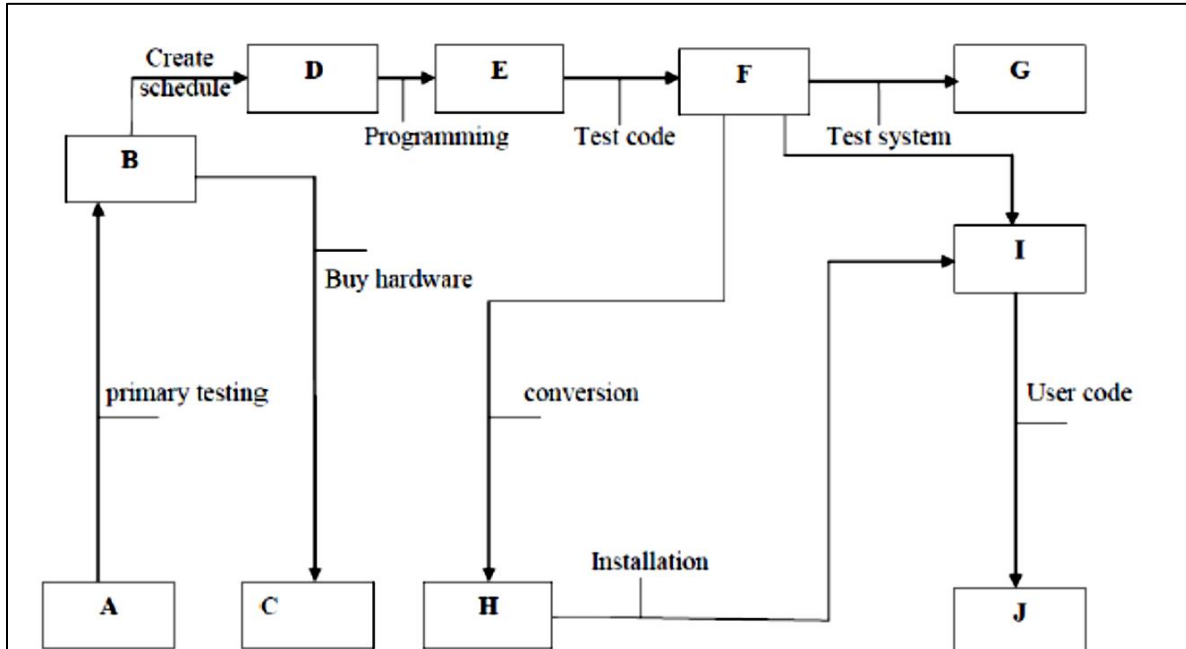 Create
schedule
D
E
F
G
Programming
Test code
Test system
B
I
Buy hardware
primary testing
conversion
User code
Installation
A
C
H
J